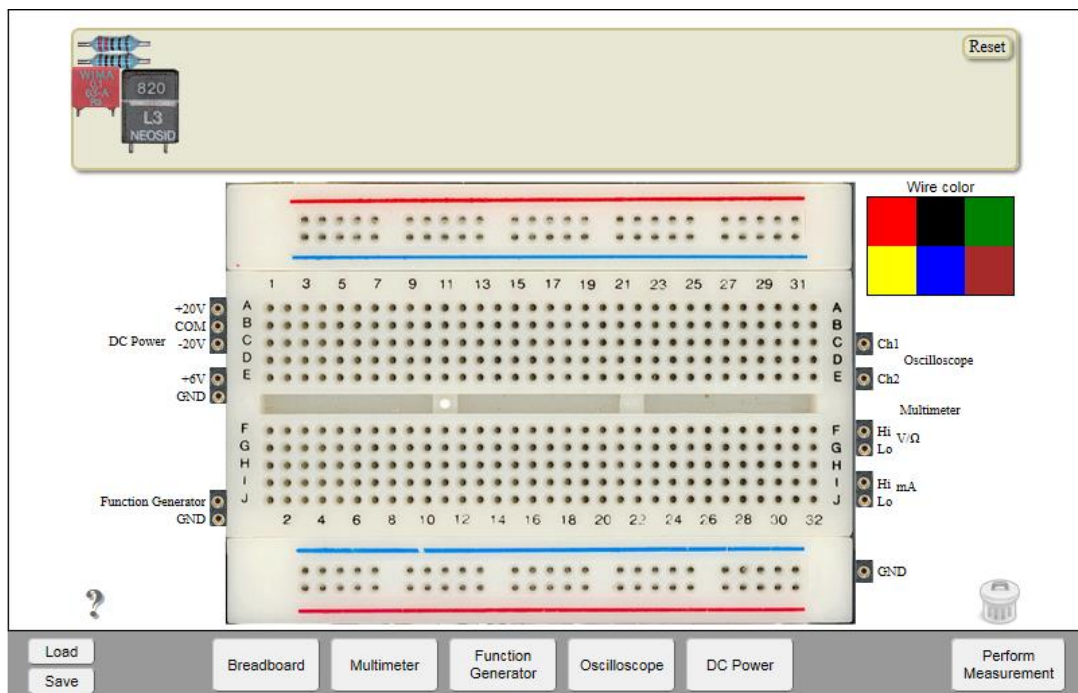 Reset
WIMA
0,1
63-A
820
L3
NEOSID
Wire color
1 3 5 7 9 11 13 15 17 19 21 23 25 27 29 31
A A
B B
C C
D D
E E
+20V
COM
DC Power -20V
+6V
GND
Ch1
Oscilloscope
Ch2
Multimeter
F F
G G
H H
I I
J J
Hi V/Ω
Lo
Hi mA
Lo
Function Generator
GND
2 4 6 8 10 12 14 16 18 20 22 24 26 28 30 32
GND
?
Load
Save
Breadboard
Multimeter
Function
Generator
Oscilloscope
DC Power
Perform
Measurement